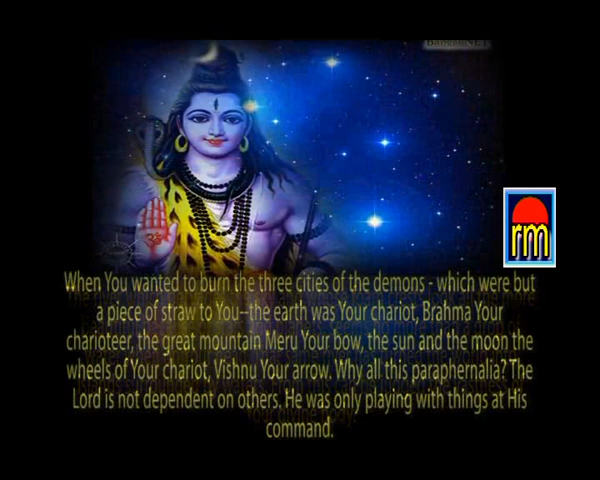 rm
When You wanted to burn the three cities of the demons - which were but
a piece of straw to You--the earth was Your chariot, Brahma Your
charioteer, the great mountain Meru Your bow, the sun and the moon the
wheels of Your chariot, Vishnu Your arrow. Why all this paraphernalia? The
Lord is not dependent on others. He was only playing with things at His
command.